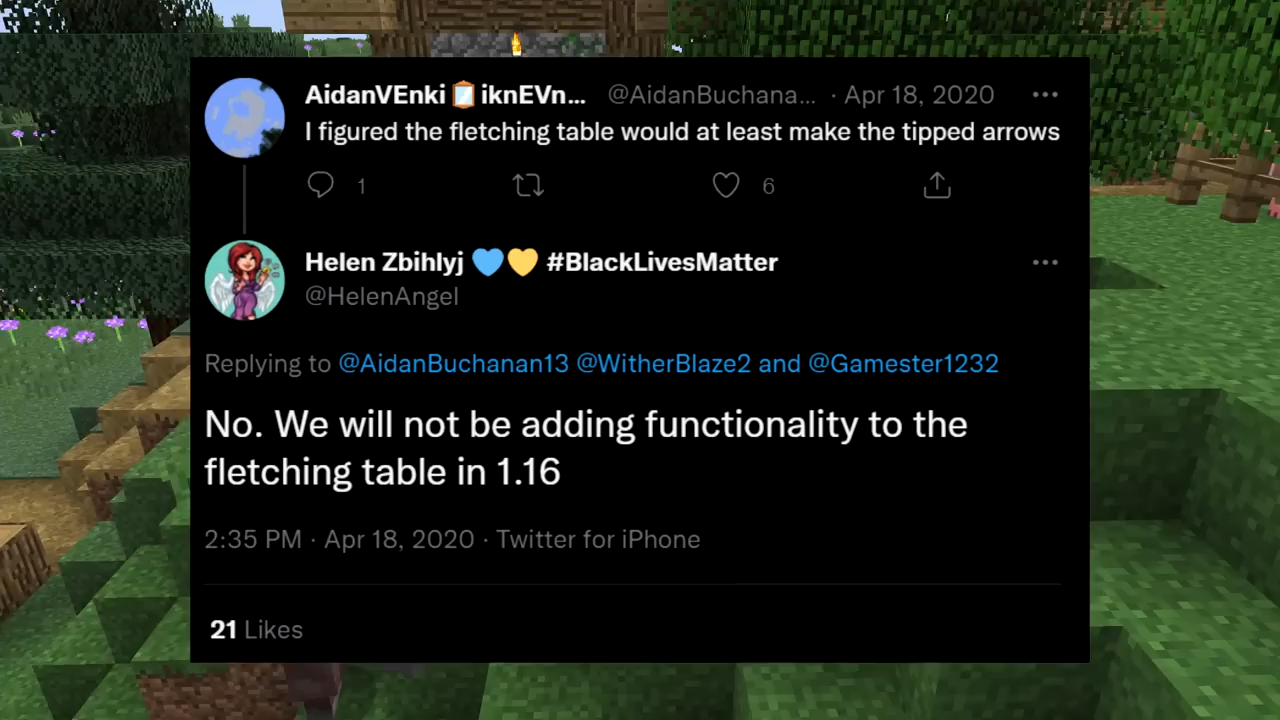 AidanVEnki 🪞 iknEVn... @AidanBuchana... · Apr 18, 2020
I figured the fletching table would at least make the tipped arrows
1 6
Helen Zbihlyj 💙💛 #BlackLivesMatter
@HelenAngel
Replying to @AidanBuchanan13 @WitherBlaze2 and @Gamester1232
No. We will not be adding functionality to the
fletching table in 1.16
2:35 PM · Apr 18, 2020 · Twitter for iPhone
21 Likes